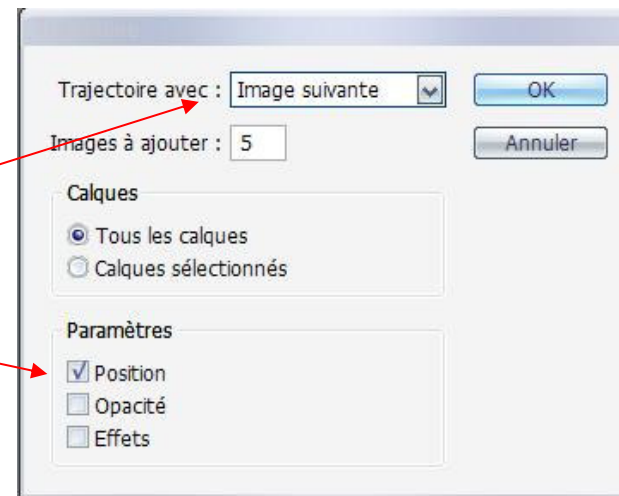 Trajectoire avec : Image suivante OK
Images à ajouter : 5 Annuler
Calques
Tous les calques
Calques sélectionnés
Paramètres
Position
Opacité
Effets